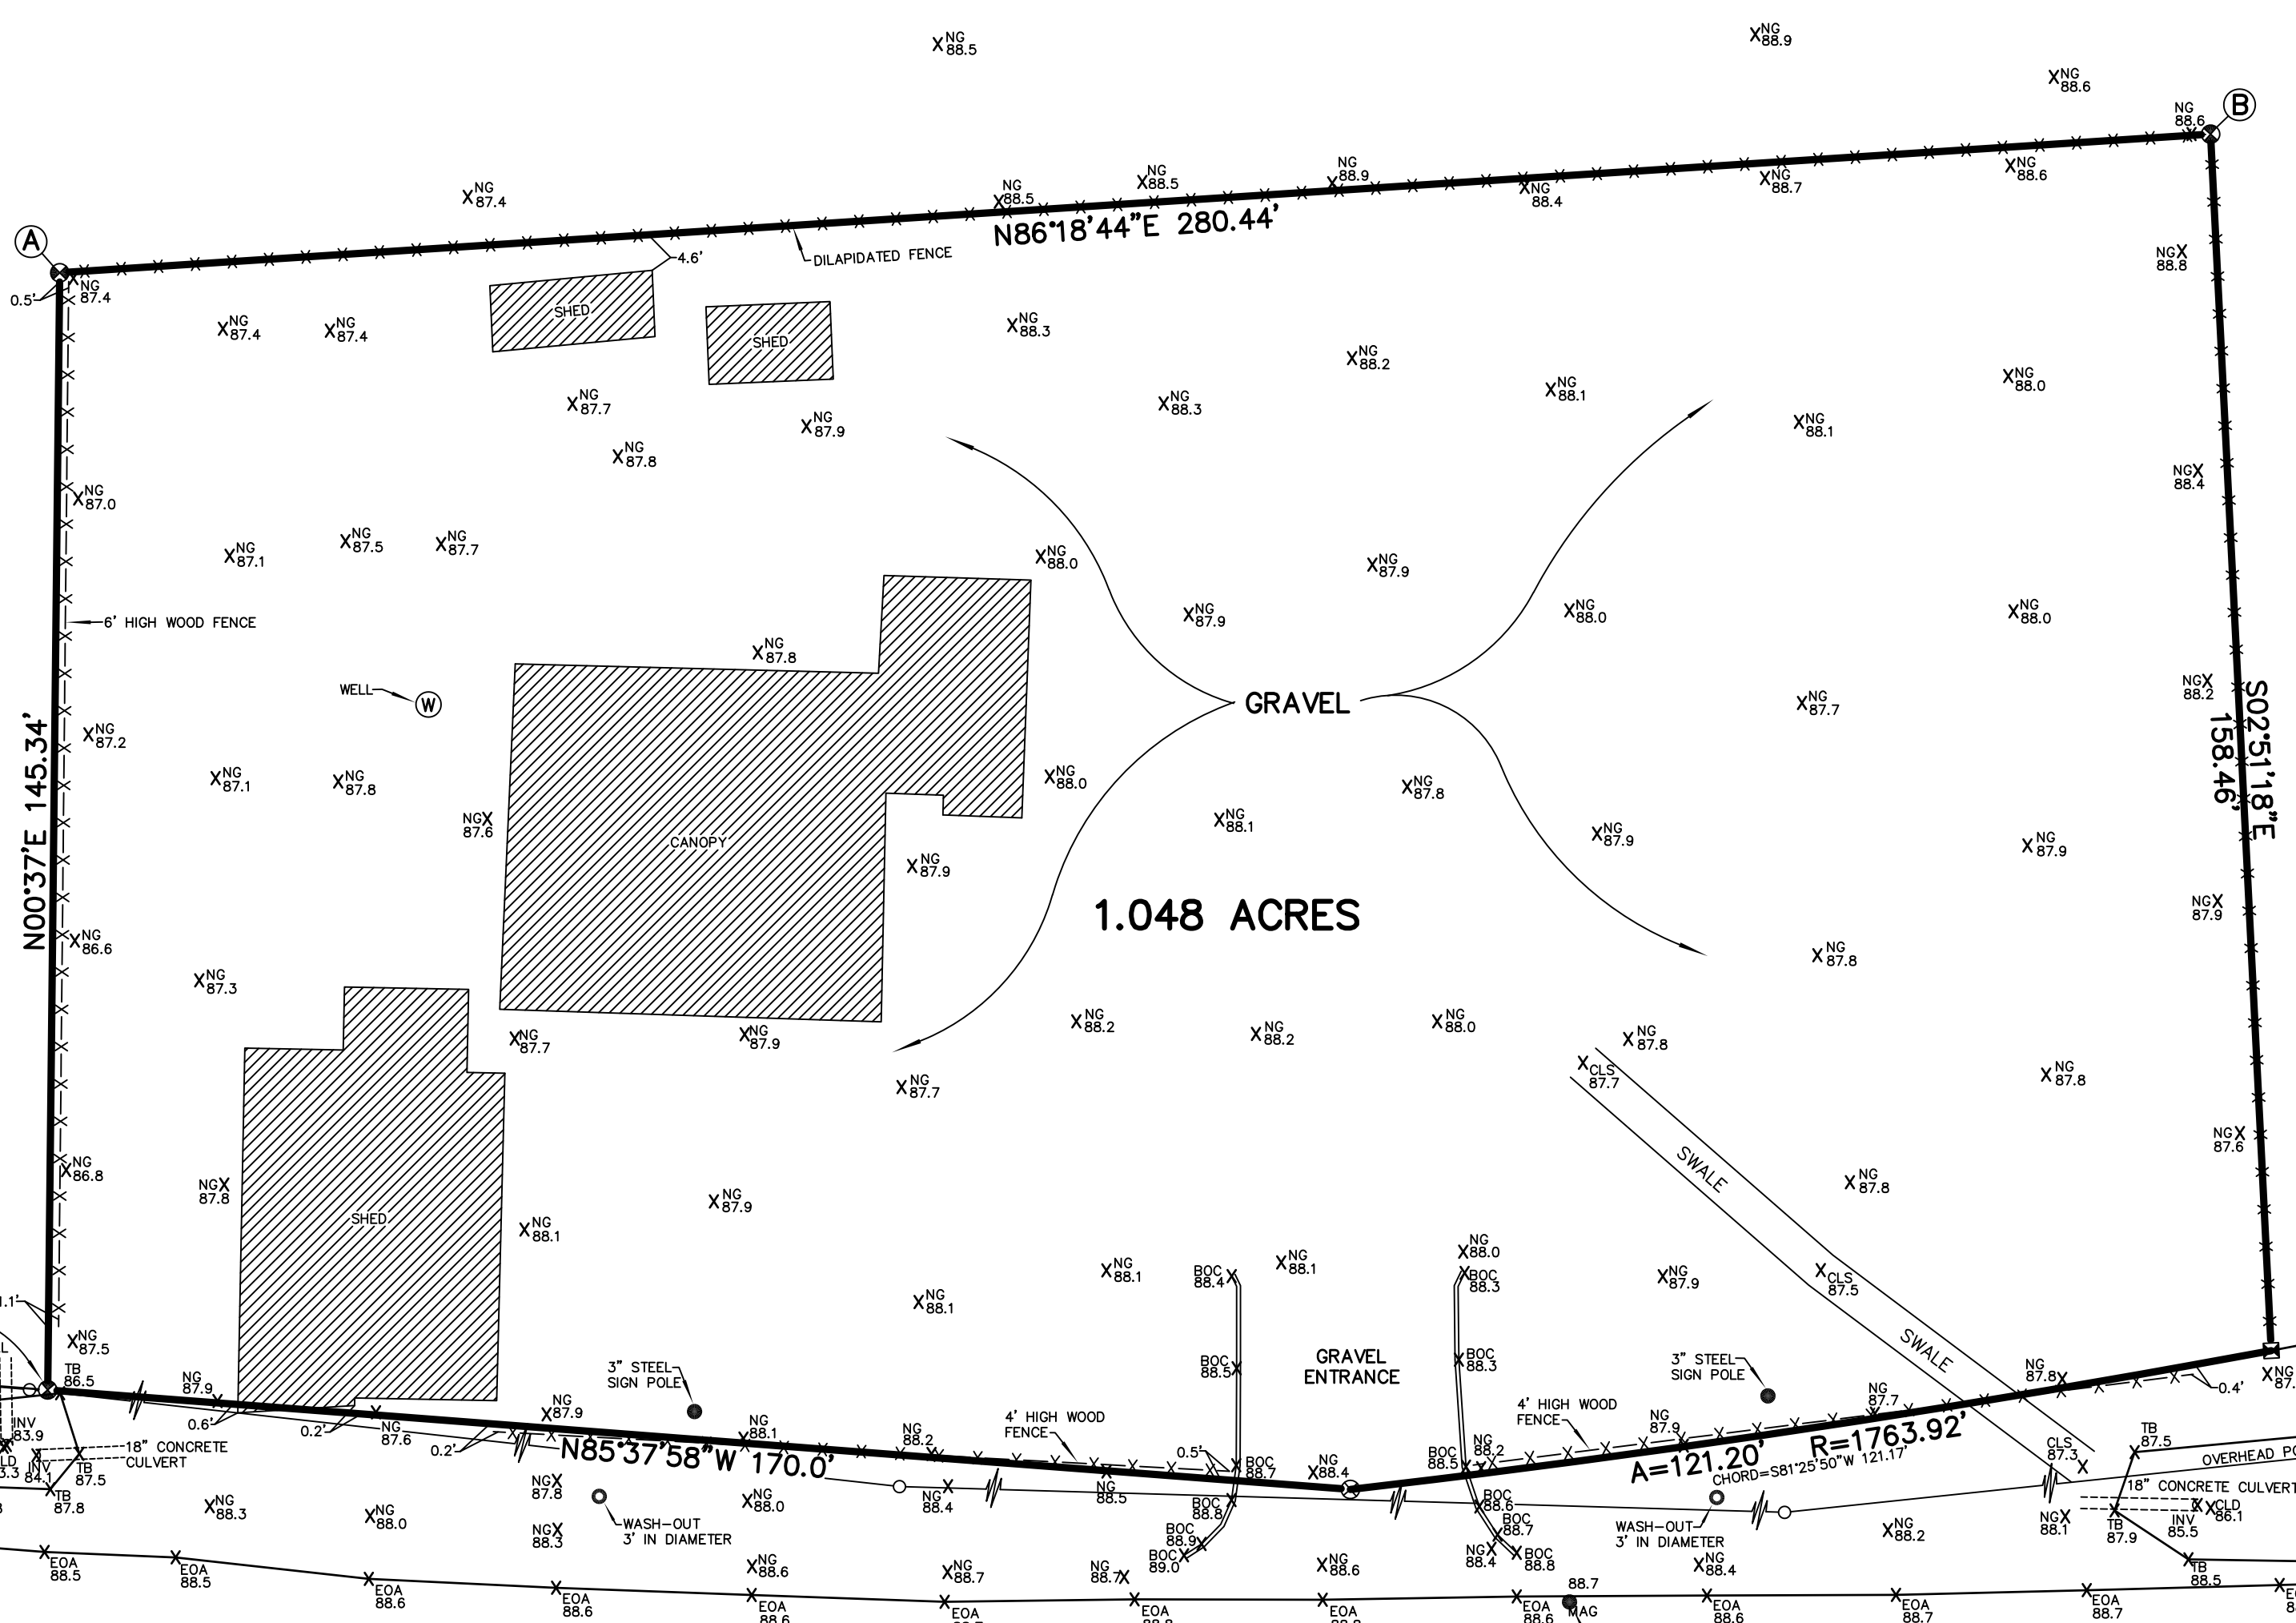 NG
88.5
NG
88.9
NG
88.6
B
NG
88.6
A
NG
87.4
NG
88.5
NG
88.5
NG
88.9
NG
88.4
NG
88.7
NG
88.6
N86°18'44"E 280.44'
DILAPIDATED FENCE
4.6'
0.5'
NG
87.4
NG
88.8
NG
87.4
NG
87.4
SHED
SHED
NG
88.3
NG
88.2
NG
88.1
NG
88.0
NG
87.7
NG
87.9
NG
88.3
NG
88.1
NG
87.8
NG
88.4
NG
87.0
NG
87.1
NG
87.5
NG
87.7
NG
88.0
NG
87.9
NG
87.9
NG
88.0
NG
88.0
6' HIGH WOOD FENCE
NG
87.8
WELL
W
GRAVEL
NG
87.7
NG
88.2
S02°51'18"E
158.46'
N00°37'E 145.34'
NG
87.2
NG
87.1
NG
87.8
NG
87.6
CANOPY
NG
88.0
NG
87.8
NG
88.1
NG
87.9
NG
87.9
NG
87.9
NG
87.9
1.048 ACRES
NG
86.6
NG
87.3
NG
87.8
NG
87.7
NG
87.9
NG
88.2
NG
88.2
NG
88.0
NG
87.8
CLS
87.7
NG
87.8
NG
87.7
NG
87.6
SWALE
NG
86.8
NG
87.8
SHED
NG
88.1
NG
87.9
NG
87.8
NG
88.1
BOC
88.4
NG
88.1
NG
88.0
BOC
88.3
NG
87.9
CLS
87.5
NG
88.1
1.1'
NG
87.5
SWALE
TB
86.5
NG
87.9
3" STEEL
SIGN POLE
BOC
88.5
GRAVEL
ENTRANCE
BOC
88.3
3" STEEL
SIGN POLE
NG
87.8
NG
0.4'
0.6'
0.2'
NG
87.6
0.2'
NG
87.9
NG
88.1
NG
88.2
4' HIGH WOOD
FENCE
0.5'
4' HIGH WOOD
FENCE
NG
87.9
NG
87.7
N85°37'58"W 170.0'
BOC
88.7
NG
88.4
BOC
88.5
NG
88.2
A=121.20'
R=1763.92'
CHORD=S81°25'50"W 121.17'
CLS
87.3
TB
87.5
OVERHEAD
INV
83.9
INV
84.1
TB
87.5
18" CONCRETE
CULVERT
TB
87.8
NG
88.3
NG
88.0
NG
87.8
NG
88.3
WASH-OUT
3' IN DIAMETER
NG
88.0
NG
88.4
NG
88.5
BOC
88.8
BOC
88.9
BOC
89.0
BOC
88.6
BOC
88.7
BOC
88.8
NG
88.4
WASH-OUT
3' IN DIAMETER
NG
88.2
NG
88.1
TB
87.9
18" CONCRETE CULVERT
INV
85.5
CLD
86.1
TB
88.5
EOA
88.5
EOA
88.5
EOA
88.6
EOA
88.6
NG
88.6
EOA
88.6
NG
88.7
EOA
NG
88.7
EOA
NG
88.6
EOA
EOA
88.6
88.7
MAG
NG
88.4
EOA
88.6
EOA
88.7
EOA
88.7